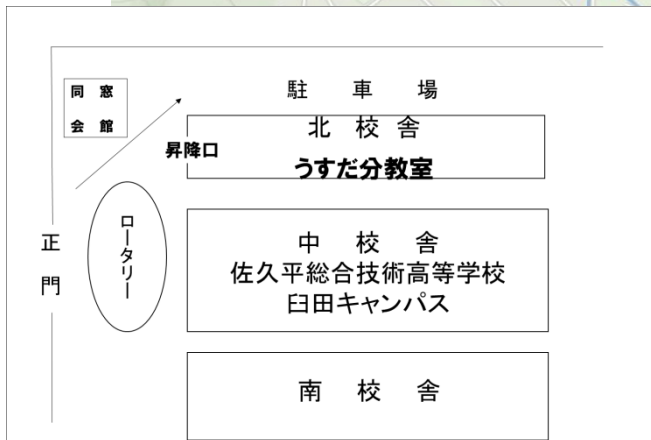 同 窓
会 館
駐 車 場
北 校 舎
昇降口
うすだ分教室
ロータリー
正
門
中 校 舎
佐久平総合技術高等学校
臼田キャンパス
南 校 舎